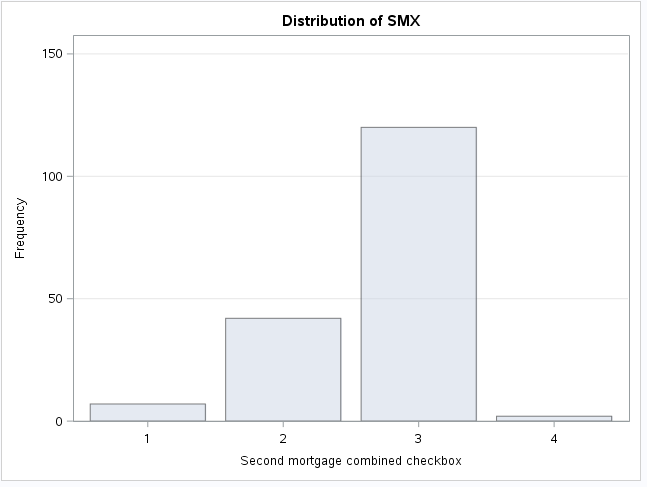 Distribution of SMX
150
100
50
0
Frequency
1 2 3 4
Second mortgage combined checkbox